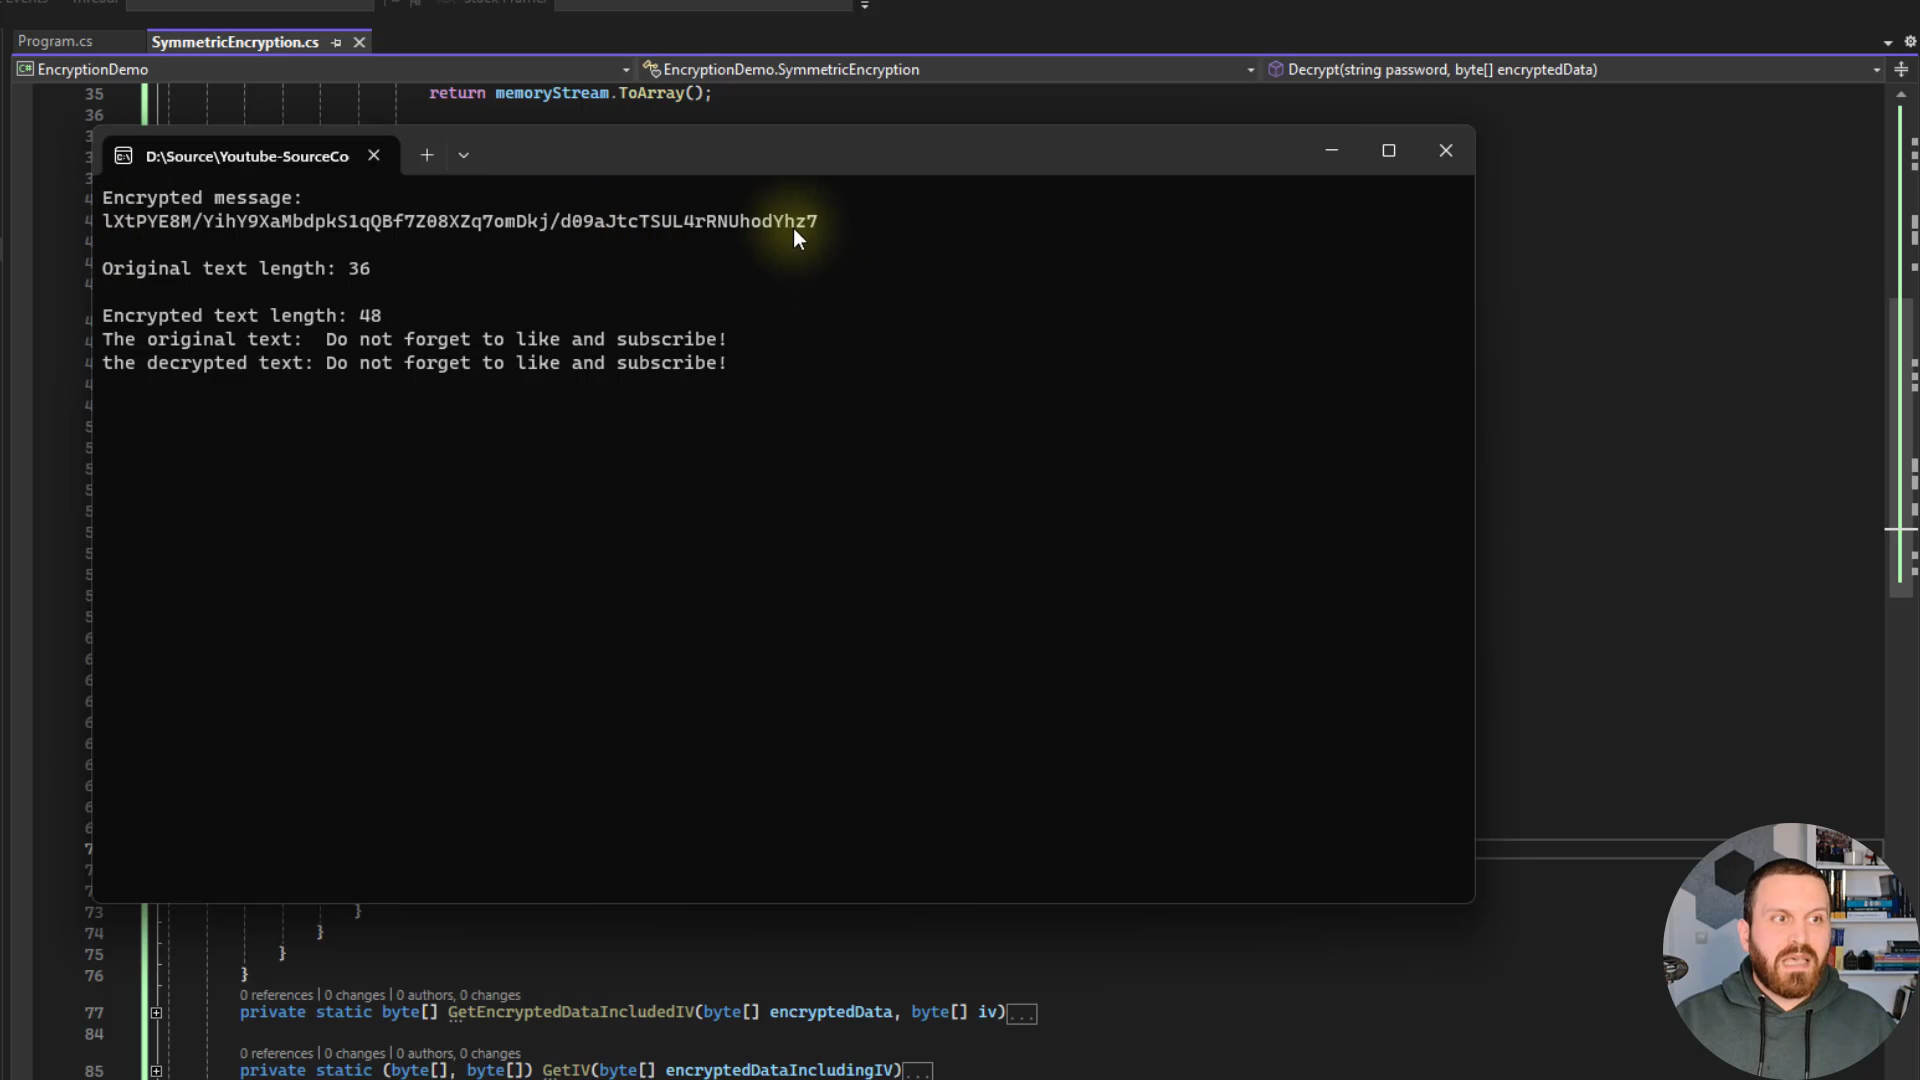 Program.cs
SymmetricEncryption.cs
EncryptionDemo
EncryptionDemo.SymmetricEncryption
Decrypt(string password, byte[] encryptedData)
35
return memoryStream.ToArray();
36
D:\Source\Youtube-SourceCo
Encrypted message:
lXtPYE8M/YihY9XaMbdpkS1qQBf7Z08XZq7omDkj/d09aJtcTSUL4rRNUhodYhz7
Original text length: 36
Encrypted text length: 48
The original text:  Do not forget to like and subscribe!
the decrypted text: Do not forget to like and subscribe!
73 }
74 }
75 }
76 }
0 references | 0 changes | 0 authors, 0 changes
77 private static byte[] GetEncryptedDataIncludedIV(byte[] encryptedData, byte[] iv)...
84
0 references | 0 changes | 0 authors, 0 changes
85 private static (byte[], byte[]) GetIV(byte[] encryptedDataIncludingIV)...